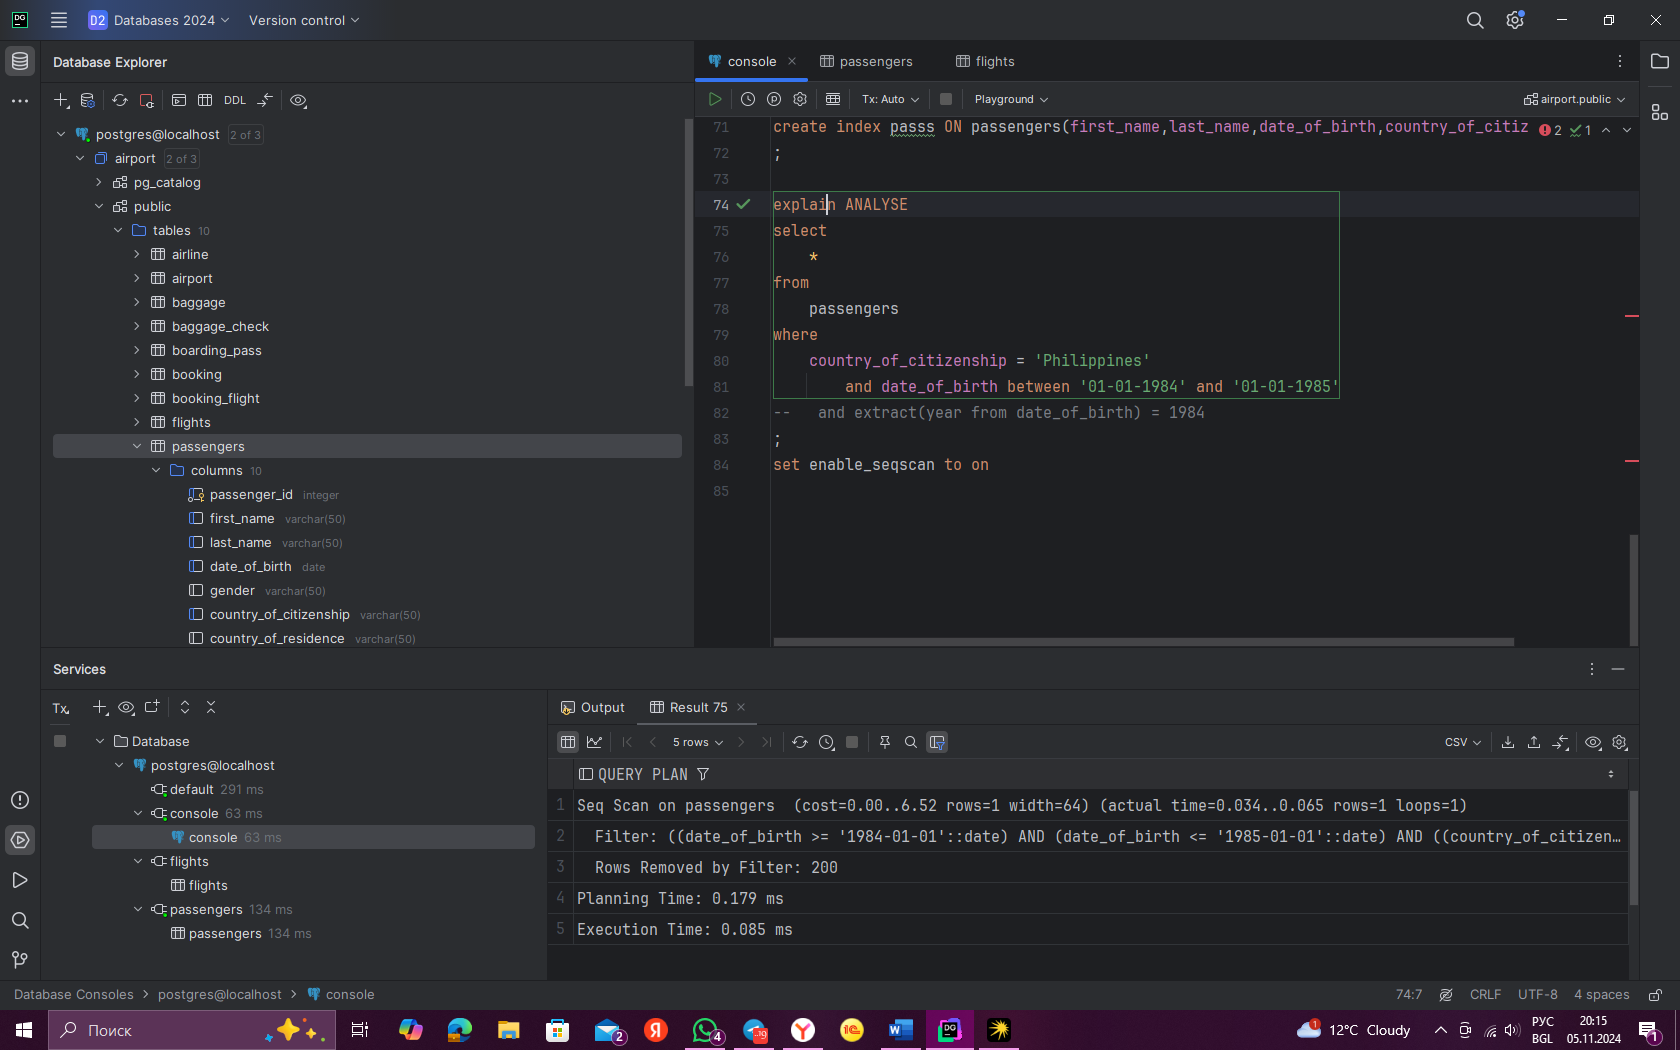 DG
D2 Databases 2024
Version control
Database Explorer
console
passengers
flights
DDL
Tx: Auto
Playground
airport.public
postgres@localhost 2 of 3
airport 2 of 3
pg_catalog
public
tables 10
airline
airport
baggage
baggage_check
boarding_pass
booking
booking_flight
flights
passengers
columns 10
passenger_id integer
first_name varchar(50)
last_name varchar(50)
date_of_birth date
gender varchar(50)
country_of_citizenship varchar(50)
country_of_residence varchar(50)
71 create index passs ON passengers(first_name,last_name,date_of_birth,country_of_citiz
2 1
72 ;
73
74 explain ANALYSE
75 select
76 *
77 from
78 passengers
79 where
80 country_of_citizenship = 'Philippines'
81 and date_of_birth between '01-01-1984' and '01-01-1985'
82 -- and extract(year from date_of_birth) = 1984
83 ;
84 set enable_seqscan to on
85
Services
Tx
Database
postgres@localhost
default 291 ms
console 63 ms
console 63 ms
flights
flights
passengers 134 ms
passengers 134 ms
Output
Result 75
5 rows
CSV
QUERY PLAN
1 Seq Scan on passengers (cost=0.00..6.52 rows=1 width=64) (actual time=0.034..0.065 rows=1 loops=1)
2 Filter: ((date_of_birth >= '1984-01-01'::date) AND (date_of_birth <= '1985-01-01'::date) AND ((country_of_citizen…
3 Rows Removed by Filter: 200
4 Planning Time: 0.179 ms
5 Execution Time: 0.085 ms
Database Consoles > postgres@localhost > console
74:7
CRLF
UTF-8
4 spaces
Поиск
2
Я
4
Y
1e
W
DG
1
12°C Cloudy
РУС
BGL
20:15
05.11.2024
1